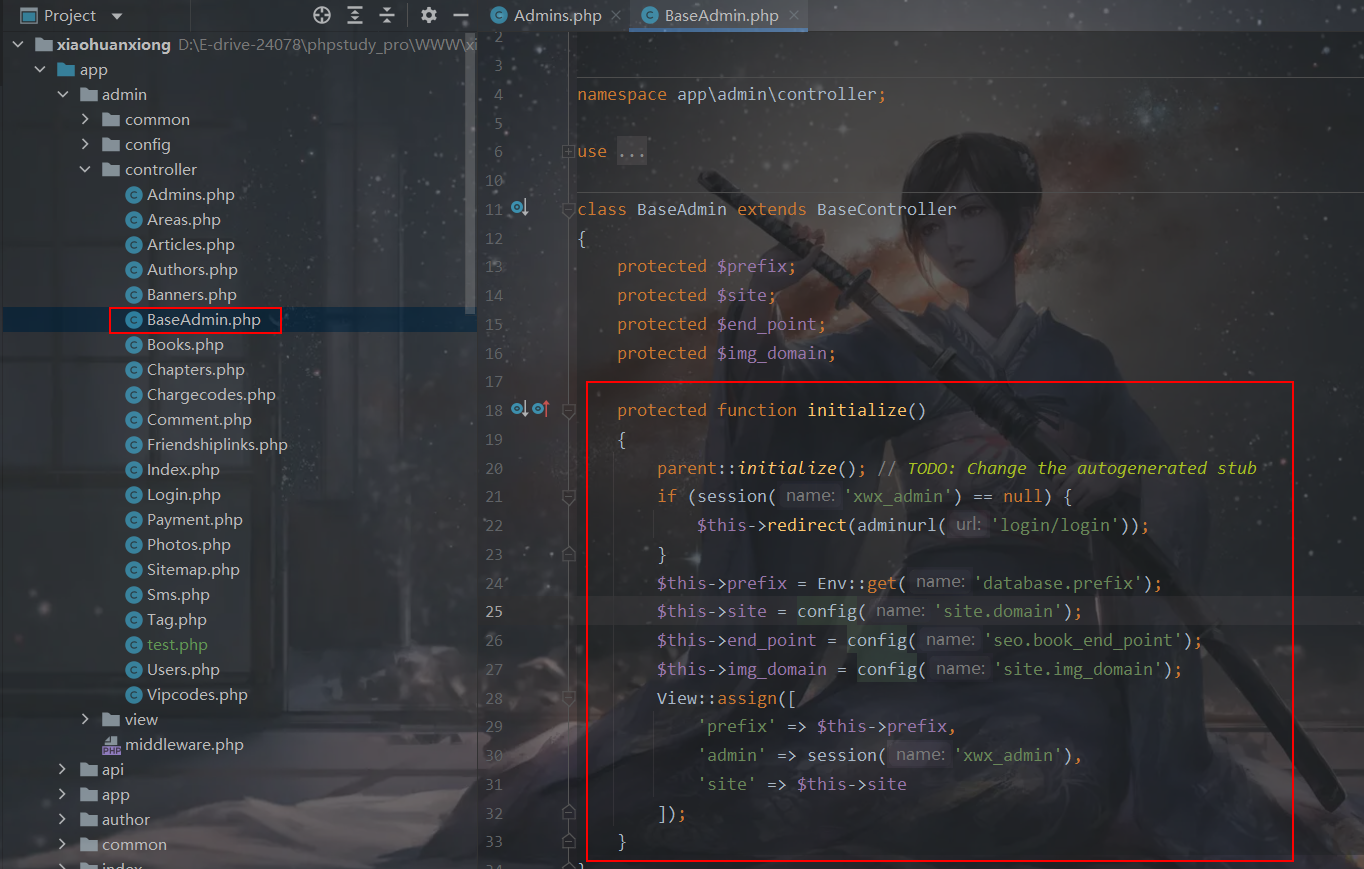 Project
xiaohuanxiong D:\E-drive-24078\phpstudy_pro\WWW\xi
app
admin
common
config
controller
Admins.php
Areas.php
Articles.php
Authors.php
Banners.php
BaseAdmin.php
Books.php
Chapters.php
Chargecodes.php
Comment.php
Friendshiplinks.php
Index.php
Login.php
Payment.php
Photos.php
Sitemap.php
Sms.php
Tag.php
test.php
Users.php
Vipcodes.php
view
middleware.php
api
app
author
common
index
Admins.php BaseAdmin.php
2
3
4 namespace app\admin\controller;
5
6 use ...
10
11 class BaseAdmin extends BaseController
12 {
13 protected $prefix;
14 protected $site;
15 protected $end_point;
16 protected $img_domain;
17
18 protected function initialize()
19 {
20 parent::initialize(); // TODO: Change the autogenerated stub
21 if (session( name: 'xwx_admin') == null) {
22 $this->redirect(adminurl( url: 'login/login'));
23 }
24 $this->prefix = Env::get( name: 'database.prefix');
25 $this->site = config( name: 'site.domain');
26 $this->end_point = config( name: 'seo.book_end_point');
27 $this->img_domain = config( name: 'site.img_domain');
28 View::assign([
29 'prefix' => $this->prefix,
30 'admin' => session( name: 'xwx_admin'),
31 'site' => $this->site
32 ]);
33 }
34 }